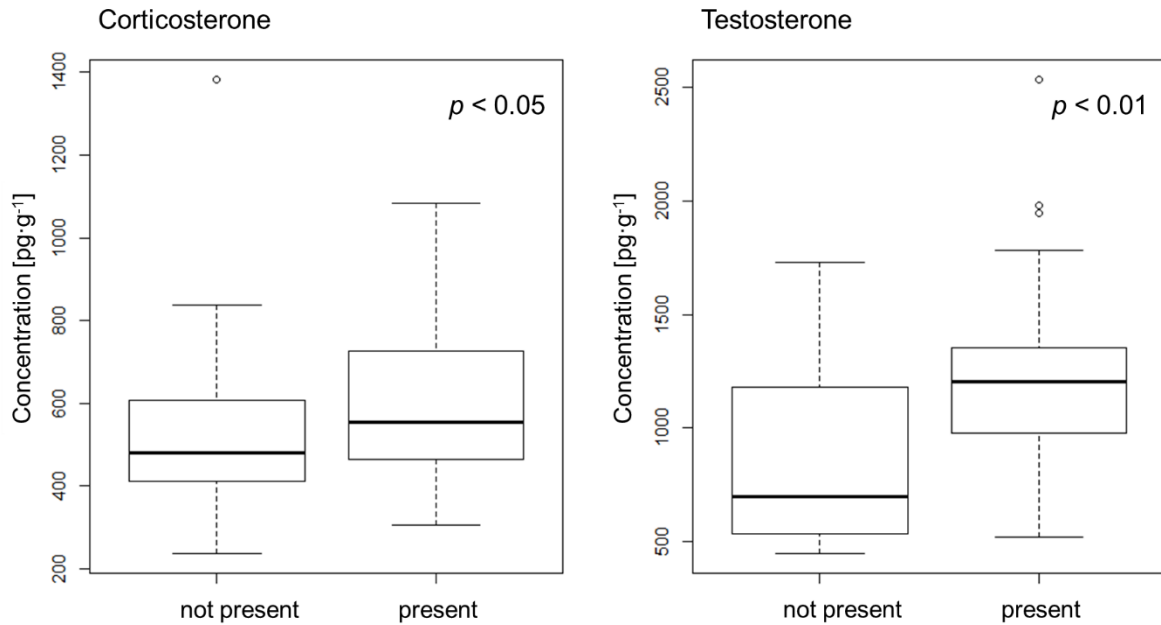 Corticosterone
Concentration [pg·g⁻¹]
1400
1200
1000
800
600
400
200
p < 0.05
not present
present
Testosterone
Concentration [pg·g⁻¹]
2500
2000
1500
1000
500
p < 0.01
not present
present